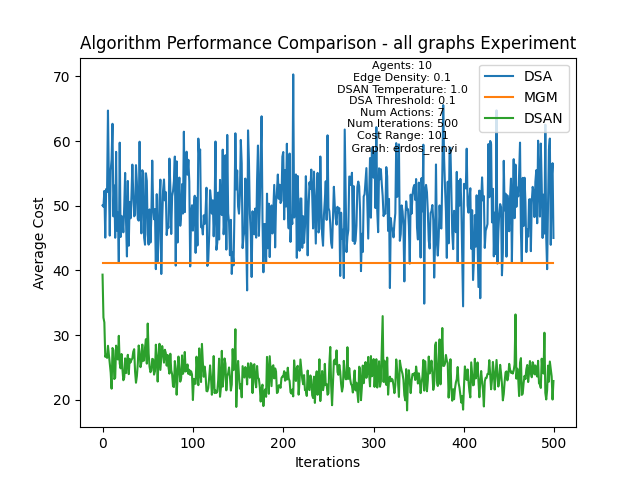 Algorithm Performance Comparison - all graphs Experiment
Agents: 10
Edge Density: 0.1
DSAN Temperature: 1.0
DSA Threshold: 0.1
Num Actions: 7
Num Iterations: 500
Cost Range: 101
Graph: erdos_renyi
DSA
MGM
DSAN
70
60
50
40
30
20
Average Cost
0
100
200
300
400
500
Iterations